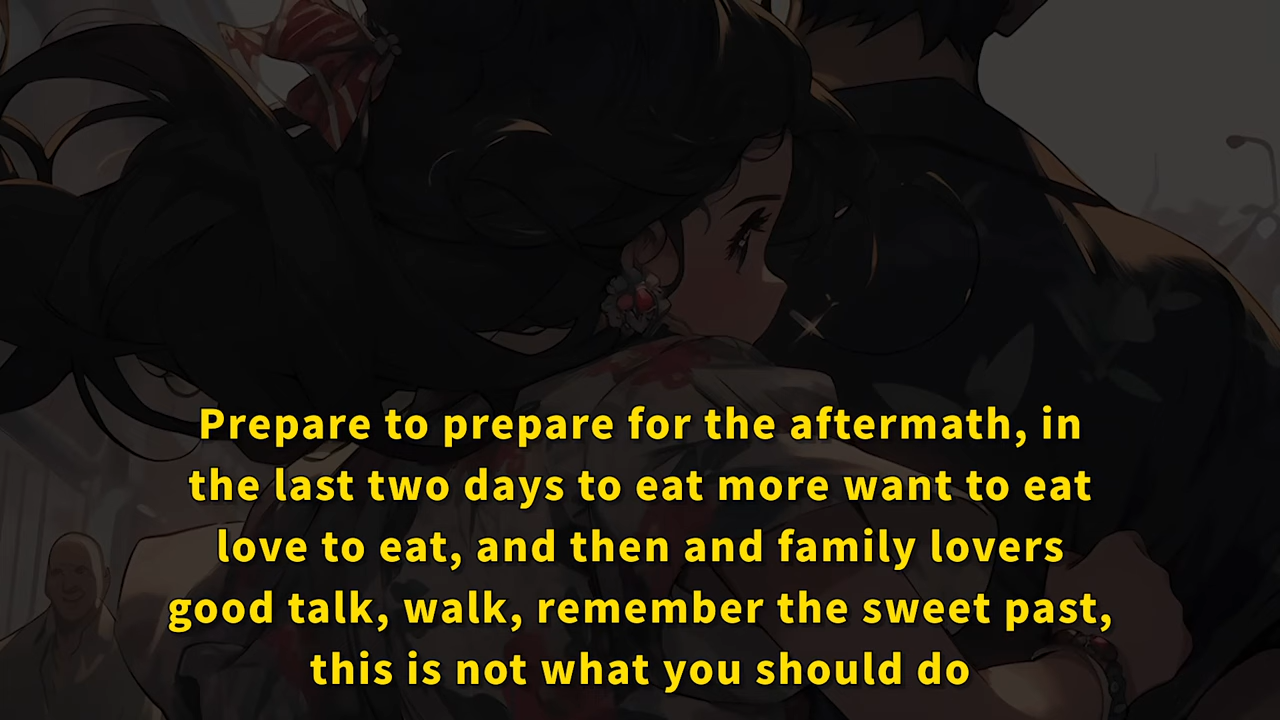 Prepare to prepare for the aftermath, in
the last two days to eat more want to eat
love to eat, and then and family lovers
good talk, walk, remember the sweet past,
this is not what you should do